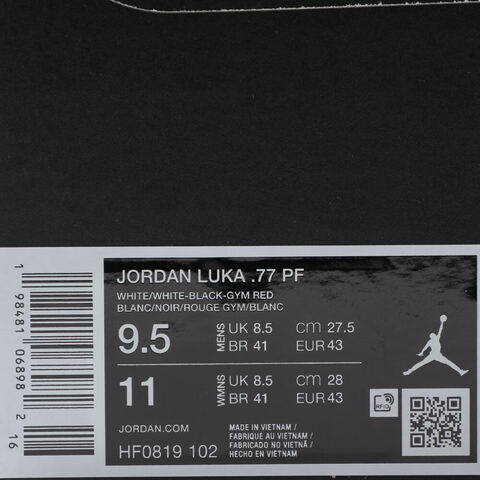 JORDAN LUKA .77 PF
WHITE/WHITE-BLACK-GYM RED
BLANC/NOIR/ROUGE GYM/BLANC
9.5 MENS UK 8.5 CM 27.5
BR 41 EUR 43
11 WMNS UK 8.5 CM 28
BR 41 EUR 43
JORDAN.COM
HF0819 102
MADE IN VIETNAM /
FABRIQUE AU VIETNAM /
FABRICADO NO VIETNÃ /
HECHO EN VIETNAM
RFID
1 98481 06898 2 16